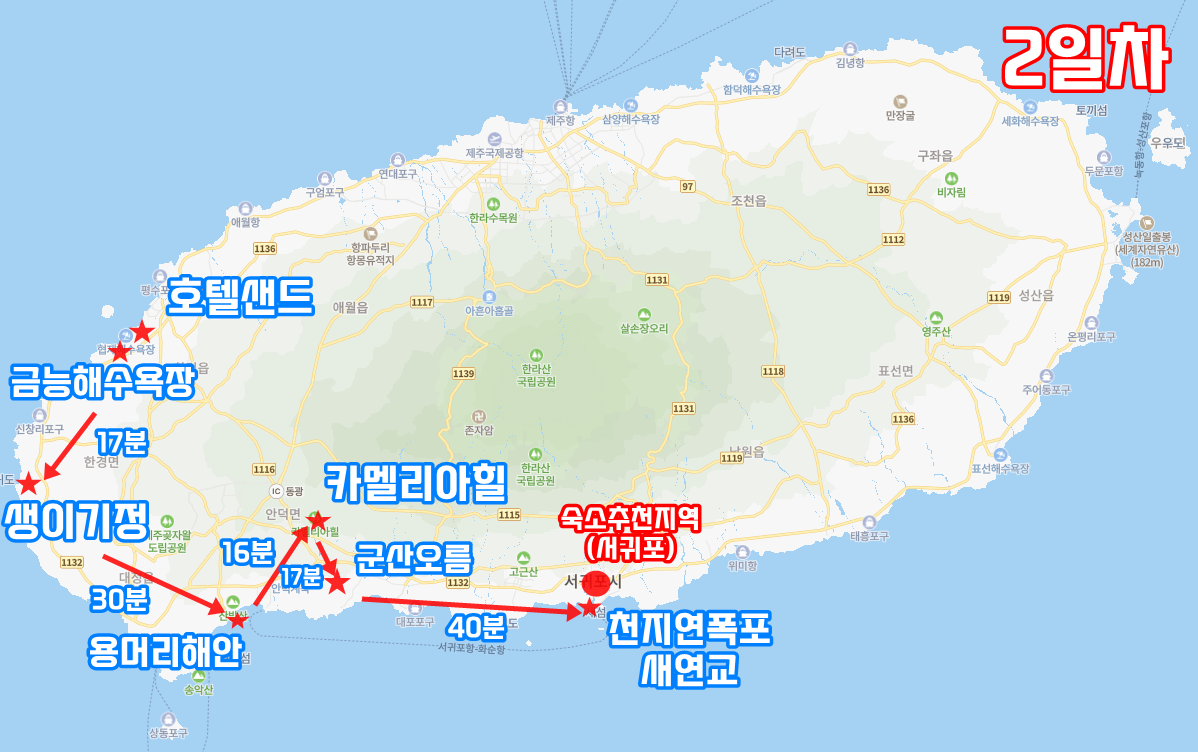 2일차
다려도
김녕항
함덕해수욕장
제주항
삼양해수욕장
만장굴
세화해수욕장
토끼섬
녹동항-성산포항
우도
제주국제공항
연대포구
구좌읍
두문포항
구엄포구
97
1136
비자림
조천읍
한라수목원
애월항
항파두리
항몽유적지
1136
1112
성산일출봉
(세계자연유산)
(182m)
평수포구
호텔샌드
1117
아흔아홉골
1131
1119
성산읍
애월읍
살손장오리
영주산
온평리포구
금능해수욕장
한라산
국립공원
1139
1118
표선면
주어동포구
신창리포구
17분
한경면
존자암
1131
1136
남원읍
1119
표선해수욕장
1116
IC 동광
카멜리아힐
한라산
국립공원
생이기정
안덕면
1115
숙소추천지역
(서귀포)
태흥포구
도립공원
1132
16분
17분
군산오름
고근산
위미항
30분
1132
서귀포시
대포포구
40분
천지연폭포
새연교
용머리해안
서귀포항-화순항
송악산
상동포구